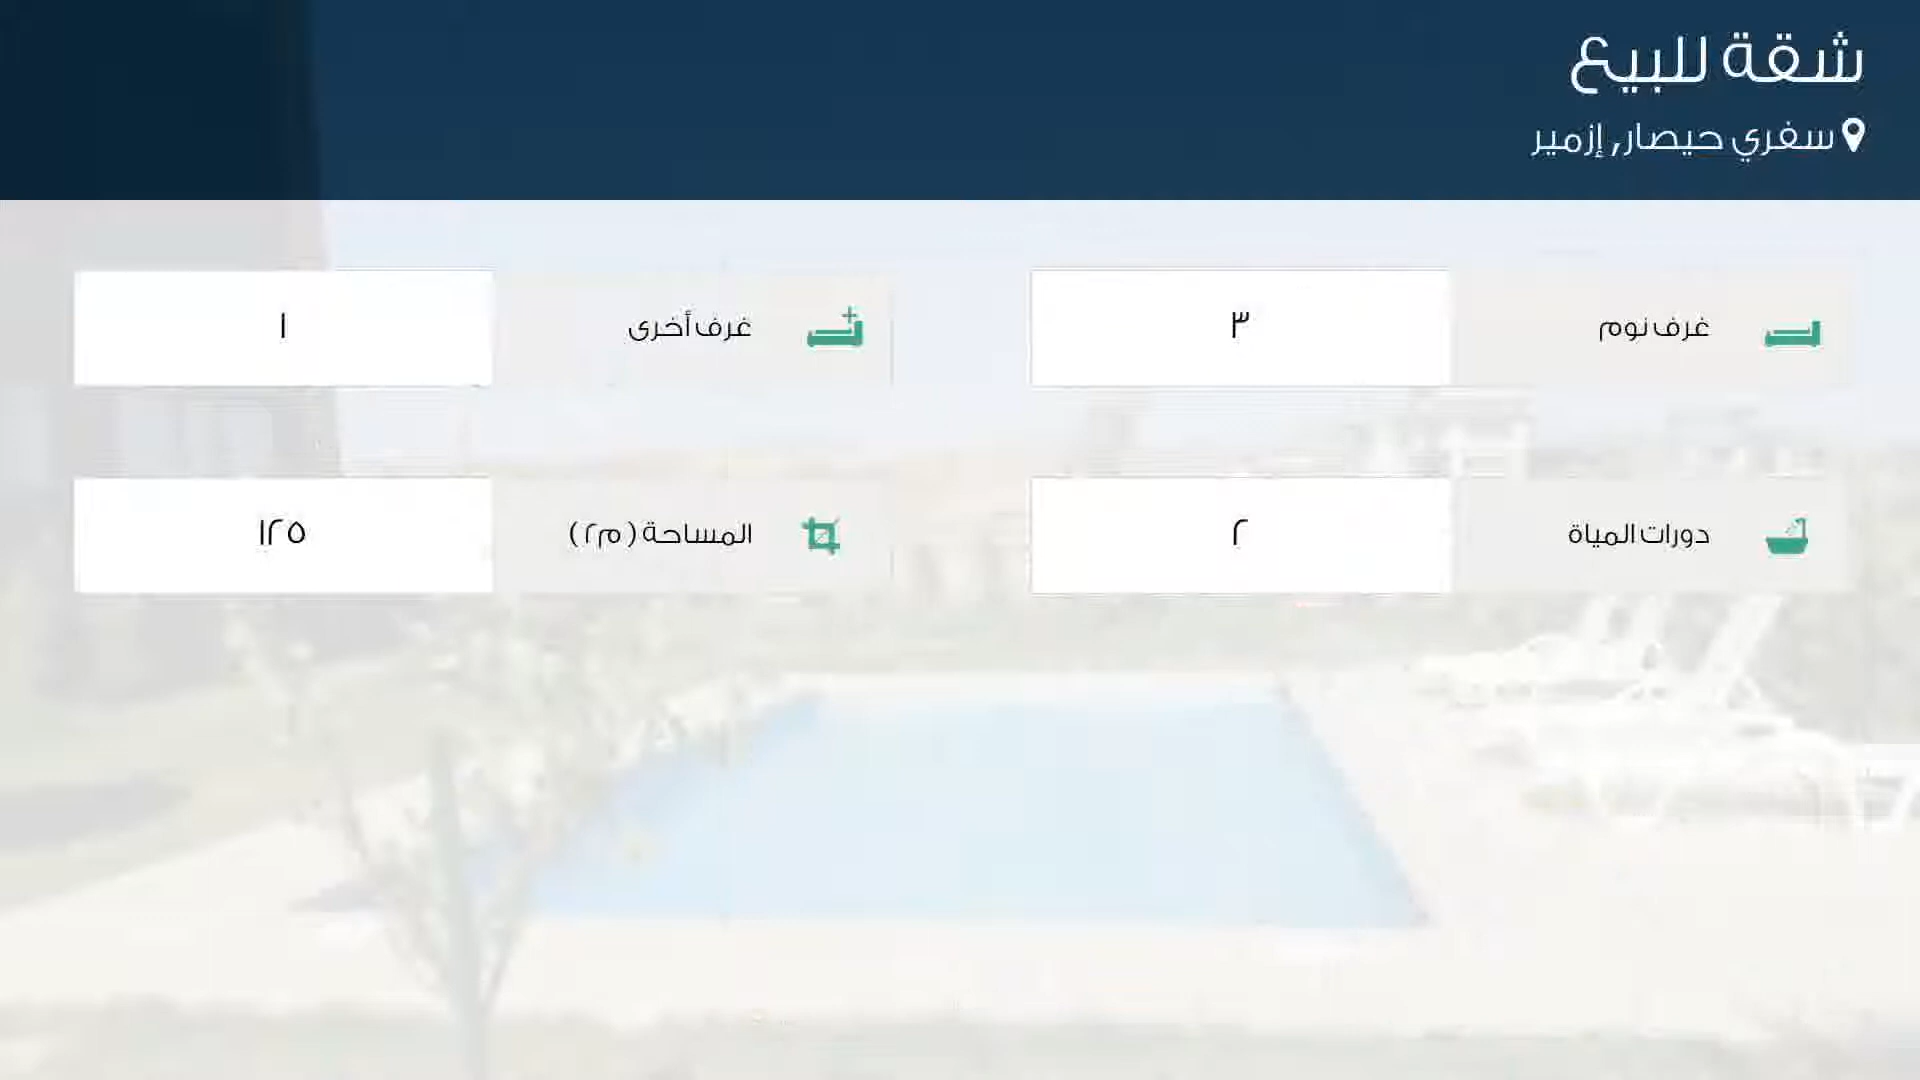 شقة للبيع
سفري حيصار, إزمير
غرف نوم
٣
غرف أخرى
١
دورات المياة
٢
المساحة (م٢)
١٢٥